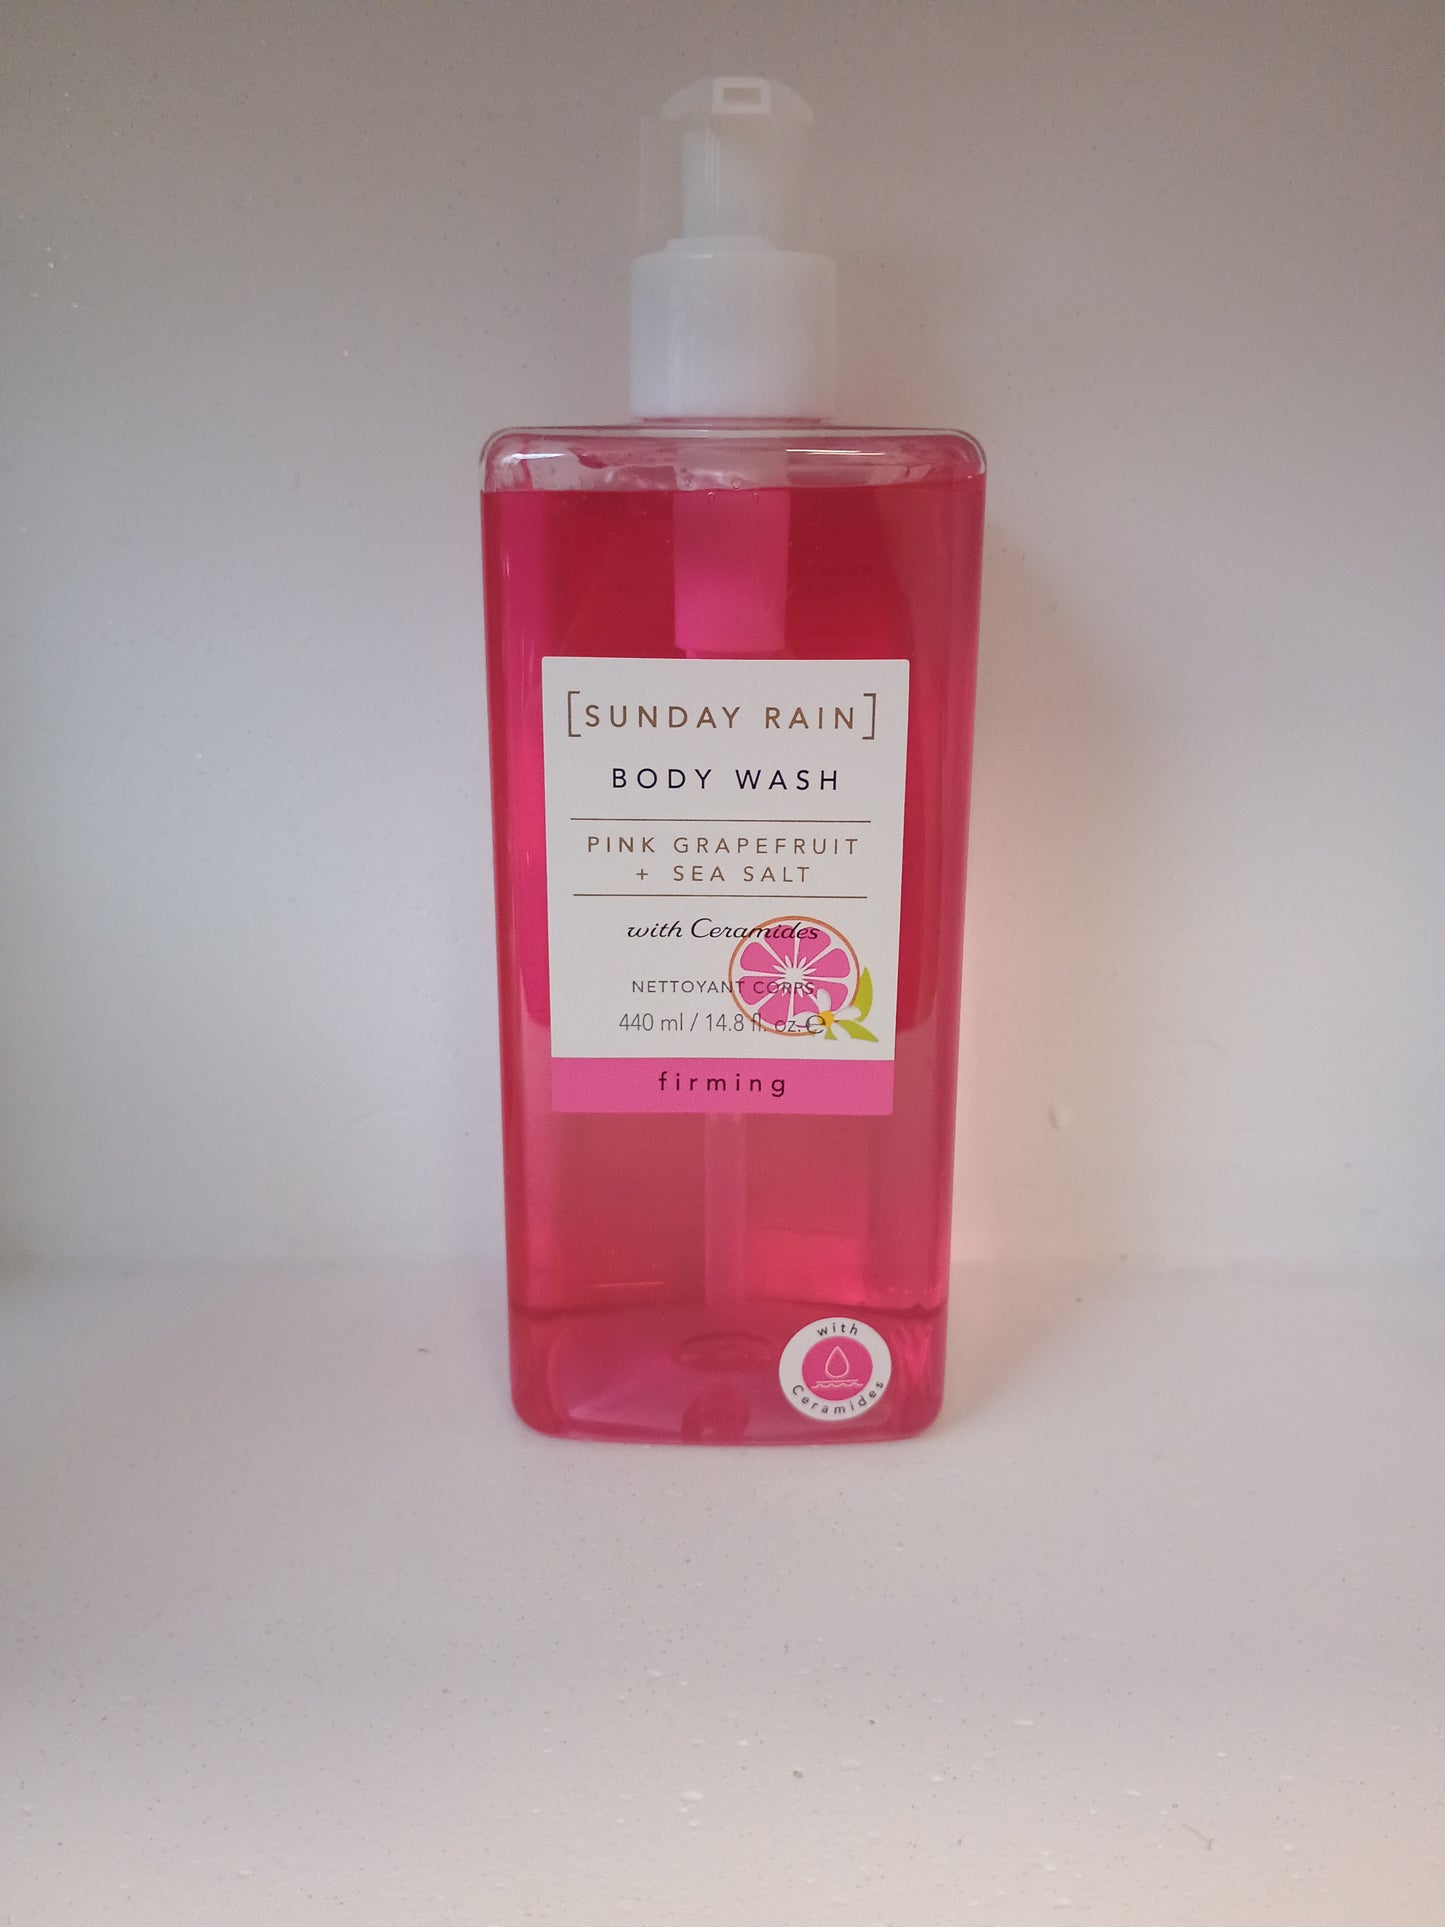 [SUNDAY RAIN]
BODY WASH
PINK GRAPEFRUIT
+ SEA SALT
with Ceramides
NETTOYANT CORPS
440 ml / 14.8 fl. oz. ℮
firming
with
Ceramides